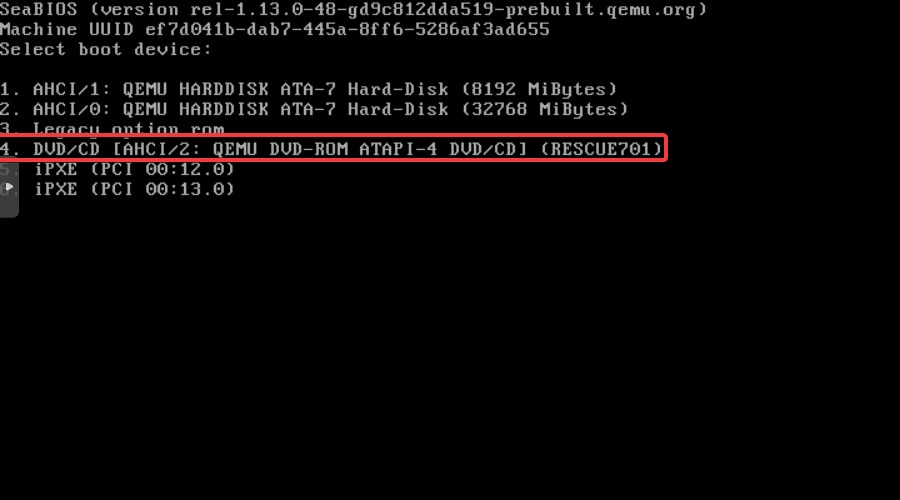 SeaBIOS (version rel-1.13.0-48-gd9c812dda519-prebuilt.qemu.org)
Machine UUID ef7d041b-dab7-445a-8ff6-5286af3ad655
Select boot device:
1. AHCI/1: QEMU HARDDISK ATA-7 Hard-Disk (8192 MiBytes)
2. AHCI/0: QEMU HARDDISK ATA-7 Hard-Disk (32768 MiBytes)
3. Legacy option rom
4. DVD/CD [AHCI/2: QEMU DVD-ROM ATAPI-4 DVD/CD] (RESCUE701)
5. iPXE (PCI 00:12.0)
iPXE (PCI 00:13.0)